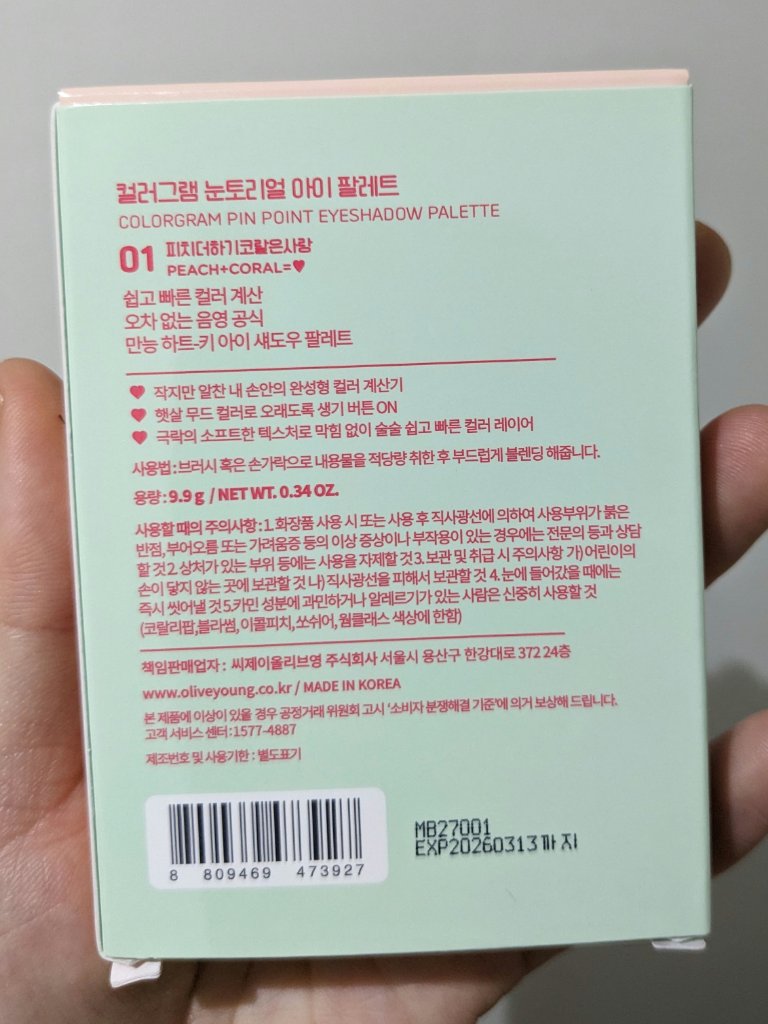 컬러그램 눈토리얼 아이 팔레트
COLORGRAM PIN POINT EYESHADOW PALETTE
01 피치더하기코랄은사랑
PEACH+CORAL=♥
쉽고 빠른 컬러 계산
오차 없는 음영 공식
만능 하트-키 아이 섀도우 팔레트
♥ 작지만 알찬 내 손안의 완성형 컬러 계산기
♥ 햇살 무드 컬러로 오래도록 생기 버튼 ON
♥ 극락의 소프트한 텍스처로 막힘 없이 술술 쉽고 빠른 컬러 레이어
사용법 : 브러시 혹은 손가락으로 내용물을 적당량 취한 후 부드럽게 블렌딩 해줍니다.
용량 : 9.9 g / NET WT. 0.34 OZ.
사용할 때의 주의사항 : 1. 화장품 사용 시 또는 사용 후 직사광선에 의하여 사용부위가 붉은
반점, 부어오름 또는 가려움증 등의 이상 증상이나 부작용이 있는 경우에는 전문의 등과 상담
할 것 2. 상처가 있는 부위 등에는 사용을 자제할 것 3. 보관 및 취급 시 주의사항 가) 어린이의
손이 닿지 않는 곳에 보관할 것 나) 직사광선을 피해서 보관할 것 4. 눈에 들어갔을 때에는
즉시 씻어낼 것 5.카민 성분에 과민하거나 알레르기가 있는 사람은 신중히 사용할 것
(코랄리팝,블라썸, 이콜피치, 쏘쉬어, 웜클래스 색상에 한함)
책임판매업자 : 씨제이올리브영 주식회사 서울시 용산구 한강대로 372 24층
www.oliveyoung.co.kr / MADE IN KOREA
본 제품에 이상이 있을 경우 공정거래 위원회 고시 '소비자 분쟁해결 기준'에 의거 보상해 드립니다.
고객 서비스 센터 : 1577-4887
제조번호 및 사용기한 : 별도표기
MB27001
EXP20260313까지
8 809469 473927